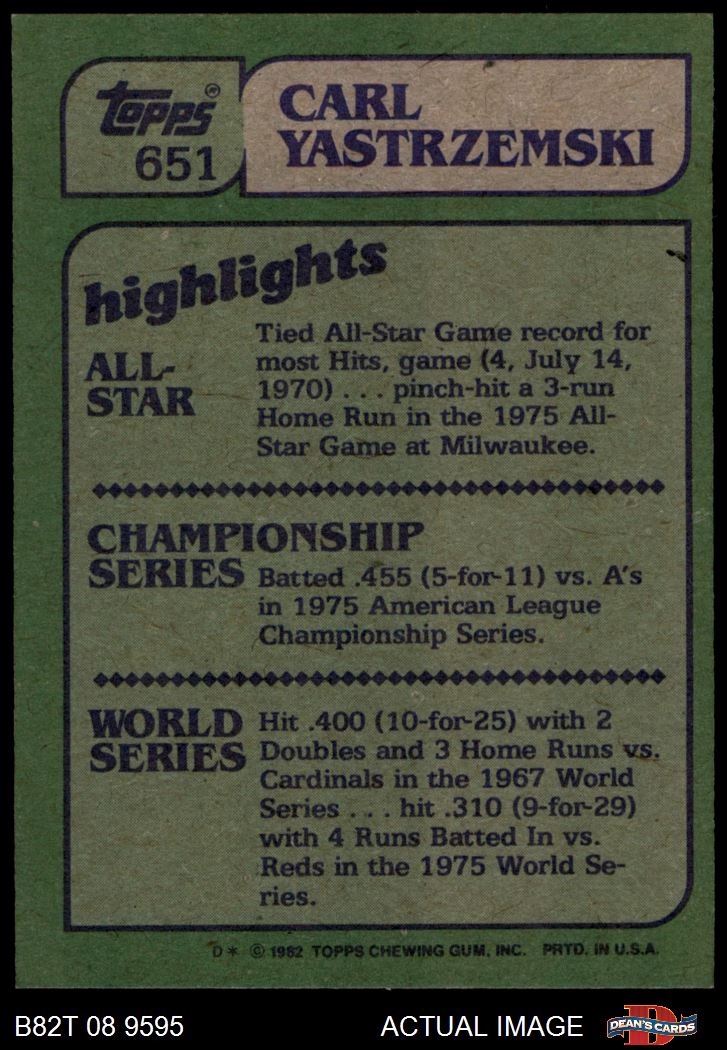 topps®
651
CARL
YASTRZEMSKI
highlights
ALL-
STAR
Tied All-Star Game record for
most Hits, game (4, July 14,
1970) . . . pinch-hit a 3-run
Home Run in the 1975 All-
Star Game at Milwaukee.
CHAMPIONSHIP
SERIES
Batted .455 (5-for-11) vs. A's
in 1975 American League
Championship Series.
WORLD
SERIES
Hit .400 (10-for-25) with 2
Doubles and 3 Home Runs vs.
Cardinals in the 1967 World
Series . . . hit .310 (9-for-29)
with 4 Runs Batted In vs.
Reds in the 1975 World Se-
ries.
D* © 1982 TOPPS CHEWING GUM, INC. PRTD. IN U.S.A.
B82T 08 9595
ACTUAL IMAGE
D
DEAN'S CARDS